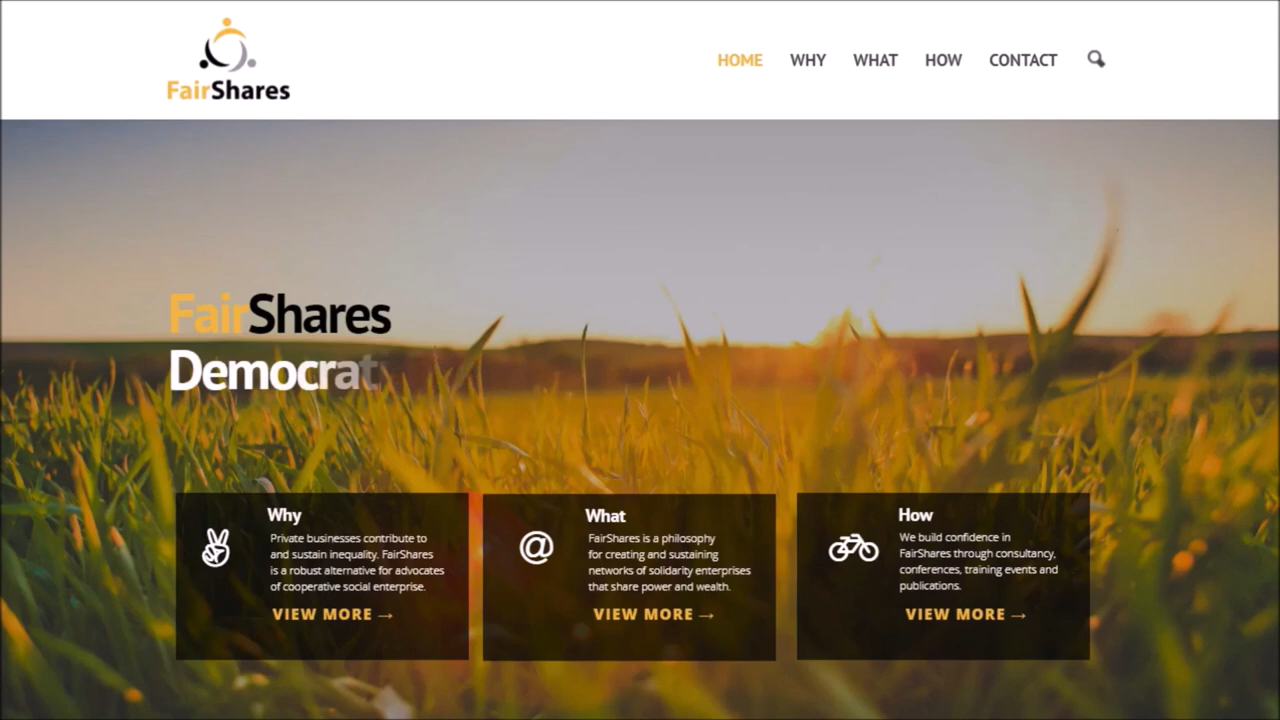 FairShares
HOME WHY WHAT HOW CONTACT
FairShares
Democrat
Why
Private businesses contribute to
and sustain inequality. FairShares
is a robust alternative for advocates
of cooperative social enterprise.
VIEW MORE →
What
@
FairShares is a philosophy
for creating and sustaining
networks of solidarity enterprises
that share power and wealth.
VIEW MORE →
How
We build confidence in
FairShares through consultancy,
conferences, training events and
publications.
VIEW MORE →